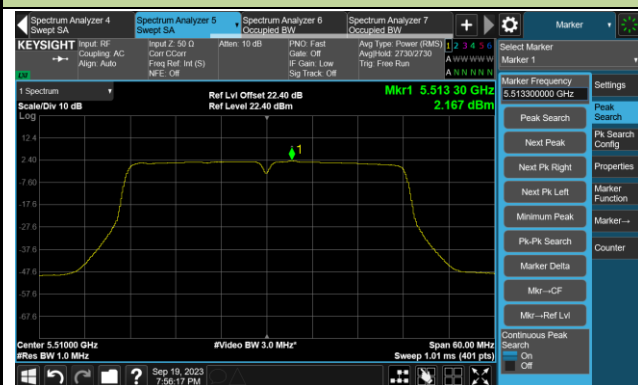 Spectrum Analyzer 4
Swept SA
Spectrum Analyzer 5
Swept SA
Spectrum Analyzer 6
Occupied BW
Spectrum Analyzer 7
Occupied BW
+
Marker
KEYSIGHT
Input: RF
Coupling: AC
Align: Auto
Input Z: 50 Ω
Corr CCorr
Freq Ref: Int (S)
NFE: Off
Atten: 10 dB
PNO: Fast
Gate: Off
IF Gain: Low
Sig Track: Off
Avg Type: Power (RMS)
Avg|Hold: 2730/2730
Trig: Free Run
1 2 3 4 5 6
A W W W W W
A N N N N N
LXI
Select Marker
Marker 1
1 Spectrum
Scale/Div 10 dB
Log
Ref Lvl Offset 22.40 dB
Ref Level 22.40 dBm
Mkr1 5.513 30 GHz
2.167 dBm
12.4
2.40
-7.60
-17.6
-27.6
-37.6
-47.6
-57.6
-67.6
1
Center 5.51000 GHz
#Res BW 1.0 MHz
#Video BW 3.0 MHz*
Span 60.00 MHz
Sweep 1.01 ms (401 pts)
Marker Frequency
5.513300000 GHz
Peak Search
Next Peak
Next Pk Right
Next Pk Left
Minimum Peak
Pk-Pk Search
Marker Delta
Mkr→CF
Mkr→Ref Lvl
Continuous Peak
Search
On
Off
Settings
Peak
Search
Pk Search
Config
Properties
Marker
Function
Marker→
Counter
?
Sep 19, 2023
7:56:17 PM